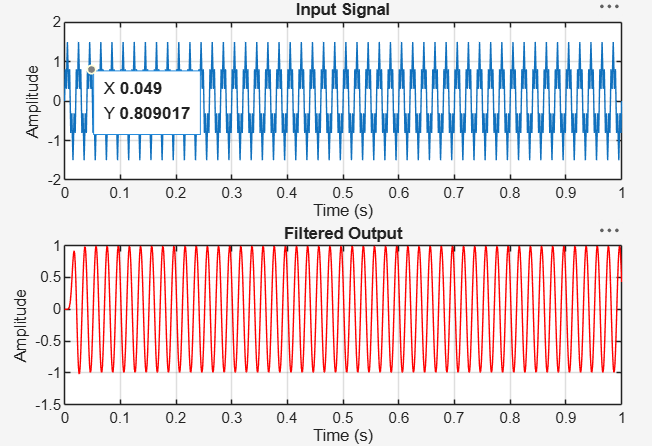 Input Signal
2
1
0
-1
-2
Amplitude
X 0.049
Y 0.809017
0 0.1 0.2 0.3 0.4 0.5 0.6 0.7 0.8 0.9 1
Time (s)
Filtered Output
1
0.5
0
-0.5
-1
-1.5
Amplitude
0 0.1 0.2 0.3 0.4 0.5 0.6 0.7 0.8 0.9 1
Time (s)